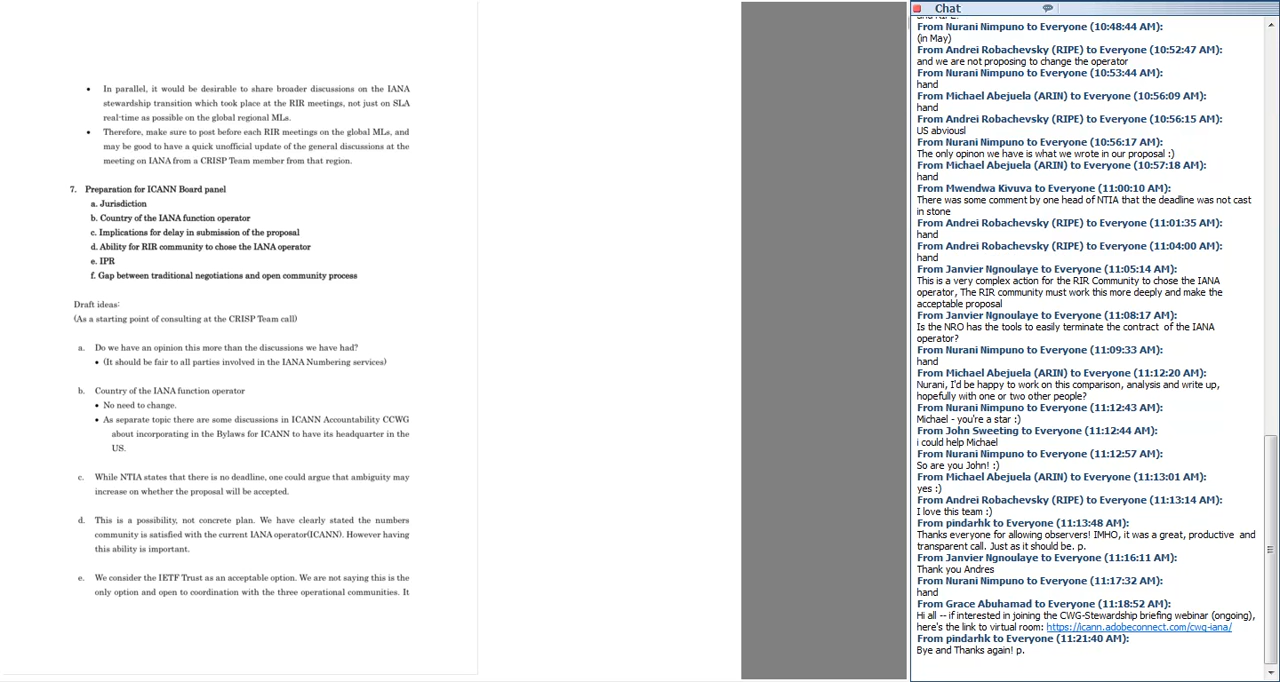 In parallel, it would be desirable to share broader discussions on the IANA
stewardship transition which took place at the RIR meetings, not just on SLA
real-time as possible on the global regional MLs.
Therefore, make sure to post before each RIR meetings on the global MLs, and
may be good to have a quick unofficial update of the general discussions at the
meeting on IANA from a CRISP Team member from that region.
7. Preparation for ICANN Board panel
a. Jurisdiction
b. Country of the IANA function operator
c. Implications for delay in submission of the proposal
d. Ability for RIR community to chose the IANA operator
e. IPR
f. Gap between traditional negotiations and open community process
Draft ideas:
(As a starting point of consulting at the CRISP Team call)
a. Do we have an opinion this more than the discussions we have had?
• (It should be fair to all parties involved in the IANA Numbering services)
b. Country of the IANA function operator
• No need to change.
• As separate topic there are some discussions in ICANN Accountability CCWG
about incorporating in the Bylaws for ICANN to have its headquarter in the
US.
c. While NTIA states that there is no deadline, one could argue that ambiguity may
increase on whether the proposal will be accepted.
d. This is a possibility, not concrete plan. We have clearly stated the numbers
community is satisfied with the current IANA operator(ICANN). However having
this ability is important.
e. We consider the IETF Trust as an acceptable option. We are not saying this is the
only option and open to coordination with the three operational communities. It
Chat
From Nurani Nimpuno to Everyone (10:48:44 AM):
(in May)
From Andrei Robachevsky (RIPE) to Everyone (10:52:47 AM):
and we are not proposing to change the operator
From Nurani Nimpuno to Everyone (10:53:44 AM):
hand
From Michael Abejuela (ARIN) to Everyone (10:56:09 AM):
hand
From Andrei Robachevsky (RIPE) to Everyone (10:56:15 AM):
US abviousl
From Nurani Nimpuno to Everyone (10:56:17 AM):
The only opinon we have is what we wrote in our proposal :)
From Michael Abejuela (ARIN) to Everyone (10:57:18 AM):
hand
From Mwendwa Kivuva to Everyone (11:00:10 AM):
There was some comment by one head of NTIA that the deadline was not cast
in stone
From Andrei Robachevsky (RIPE) to Everyone (11:01:35 AM):
hand
From Andrei Robachevsky (RIPE) to Everyone (11:04:00 AM):
hand
From Janvier Ngnoulaye to Everyone (11:05:14 AM):
This is a very complex action for the RIR Community to chose the IANA
operator, The RIR community must work this more deeply and make the
acceptable proposal
From Janvier Ngnoulaye to Everyone (11:08:17 AM):
Is the NRO has the tools to easily terminate the contract of the IANA
operator?
From Nurani Nimpuno to Everyone (11:09:33 AM):
hand
From Michael Abejuela (ARIN) to Everyone (11:12:20 AM):
Nurani, I'd be happy to work on this comparison, analysis and write up,
hopefully with one or two other people?
From Nurani Nimpuno to Everyone (11:12:43 AM):
Michael - you're a star :)
From John Sweeting to Everyone (11:12:44 AM):
i could help Michael
From Nurani Nimpuno to Everyone (11:12:57 AM):
So are you John! :)
From Michael Abejuela (ARIN) to Everyone (11:13:01 AM):
yes :)
From Andrei Robachevsky (RIPE) to Everyone (11:13:14 AM):
I love this team :)
From pindarhk to Everyone (11:13:48 AM):
Thanks everyone for allowing observers! IMHO, it was a great, productive and
transparent call. Just as it should be. p.
From Janvier Ngnoulaye to Everyone (11:16:11 AM):
Thank you Andres
From Nurani Nimpuno to Everyone (11:17:32 AM):
hand
From Grace Abuhamad to Everyone (11:18:52 AM):
Hi all -- if interested in joining the CWG-Stewardship briefing webinar (ongoing),
here's the link to virtual room: https://icann.adobeconnect.com/cwg-iana/
From pindarhk to Everyone (11:21:40 AM):
Bye and Thanks again! p.